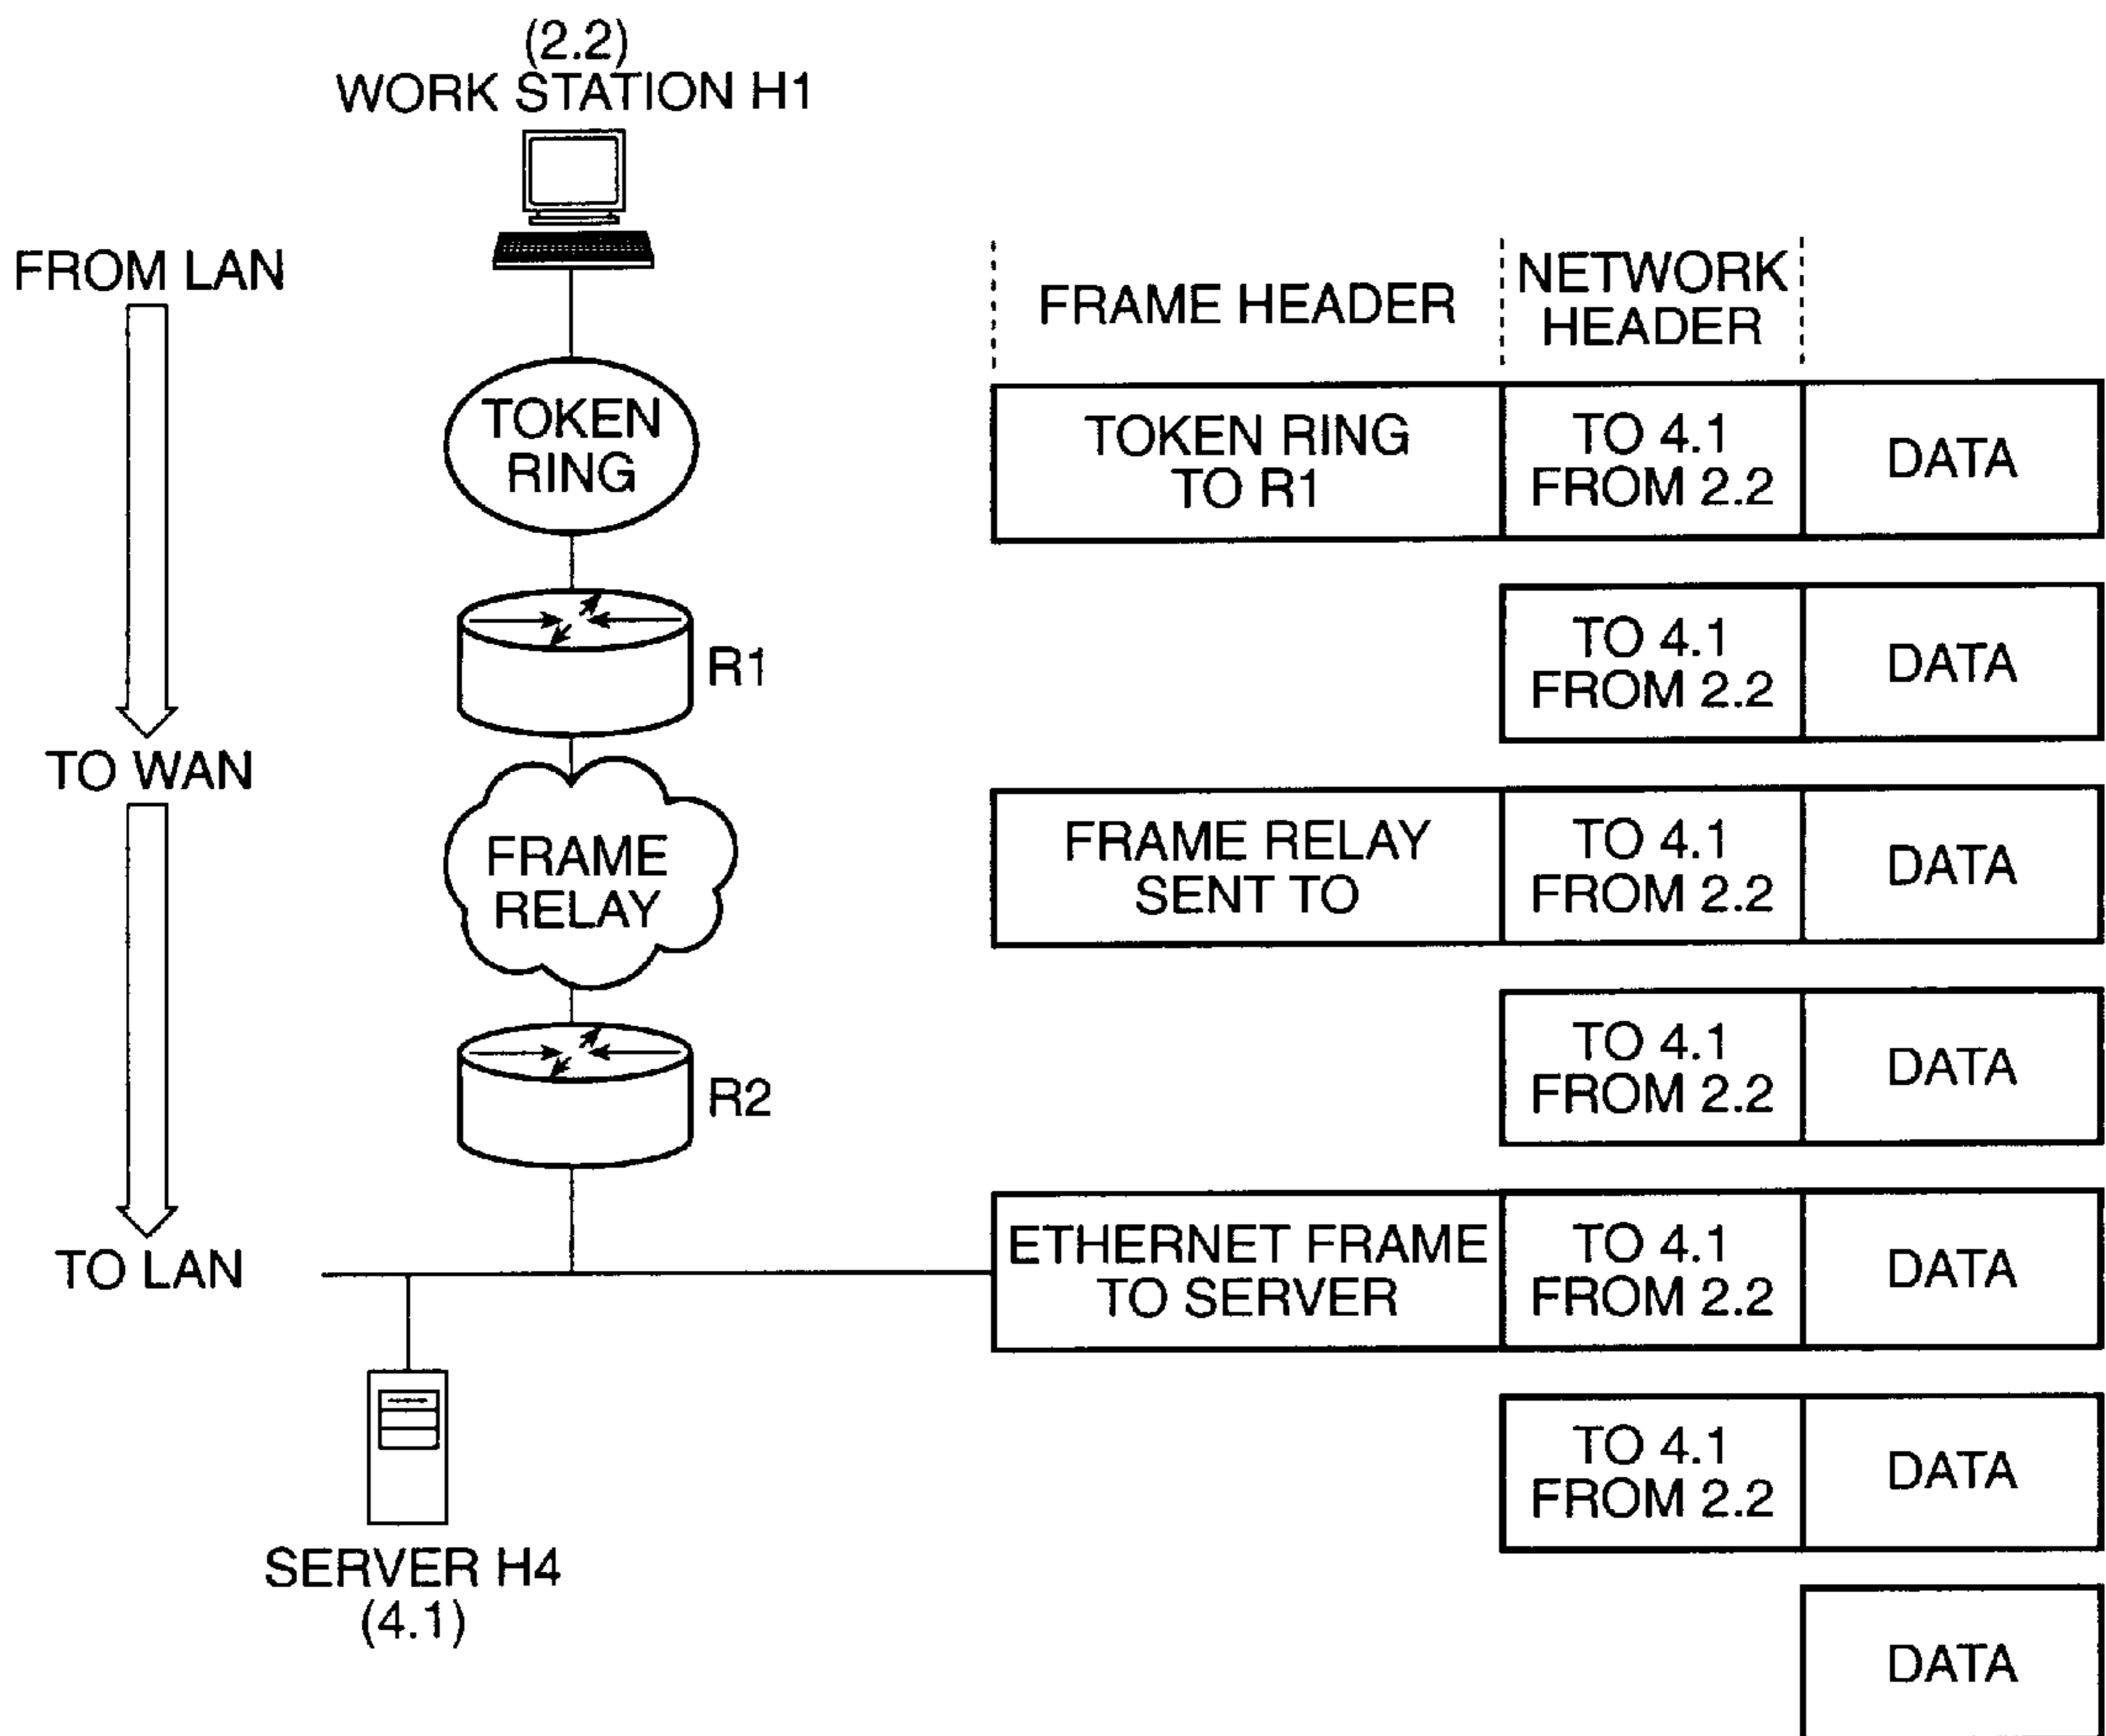 (2.2)
WORK STATION H1
FROM LAN
TOKEN
RING
R1
TO WAN
FRAME
RELAY
R2
TO LAN
SERVER H4
(4.1)
FRAME HEADER
NETWORK
HEADER
TOKEN RING
TO R1
TO 4.1
FROM 2.2
DATA
TO 4.1
FROM 2.2
DATA
FRAME RELAY
SENT TO
TO 4.1
FROM 2.2
DATA
TO 4.1
FROM 2.2
DATA
ETHERNET FRAME
TO SERVER
TO 4.1
FROM 2.2
DATA
TO 4.1
FROM 2.2
DATA
DATA